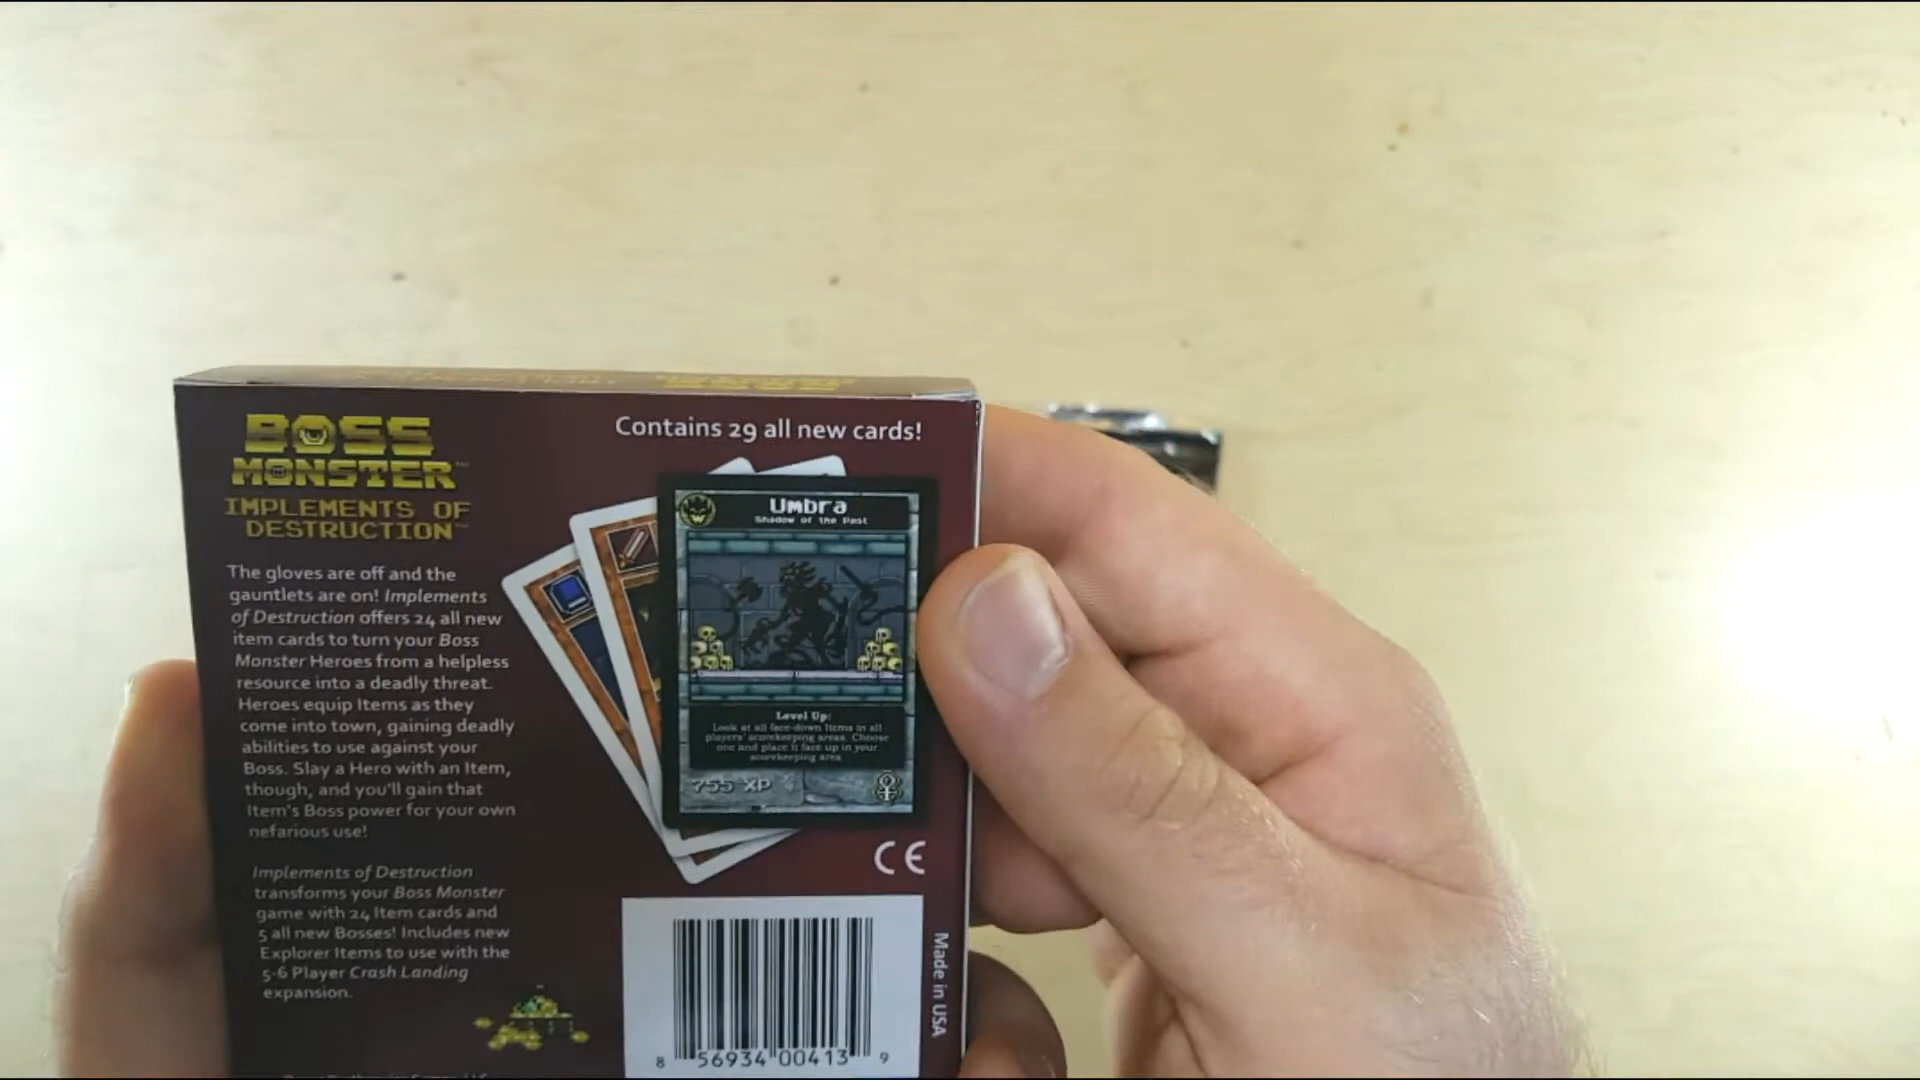 BOSS
MONSTER™
IMPLEMENTS OF
DESTRUCTION™
The gloves are off and the
gauntlets are on! Implements
of Destruction offers 24 all new
item cards to turn your Boss
Monster Heroes from a helpless
resource into a deadly threat.
Heroes equip Items as they
come into town, gaining deadly
abilities to use against your
Boss. Slay a Hero with an Item,
though, and you'll gain that
Item's Boss power for your own
nefarious use!
Implements of Destruction
transforms your Boss Monster
game with 24 Item cards and
5 all new Bosses! Includes new
Explorer Items to use with the
5-6 Player Crash Landing
expansion.
Contains 29 all new cards!
Umbra
Shadow of the Past
Level Up:
Look at all face-down Items in all
players' scorekeeping areas. Choose
one and place it face up in your
scorekeeping area
755 XP
CE
Made in USA
8 56934 00413 9